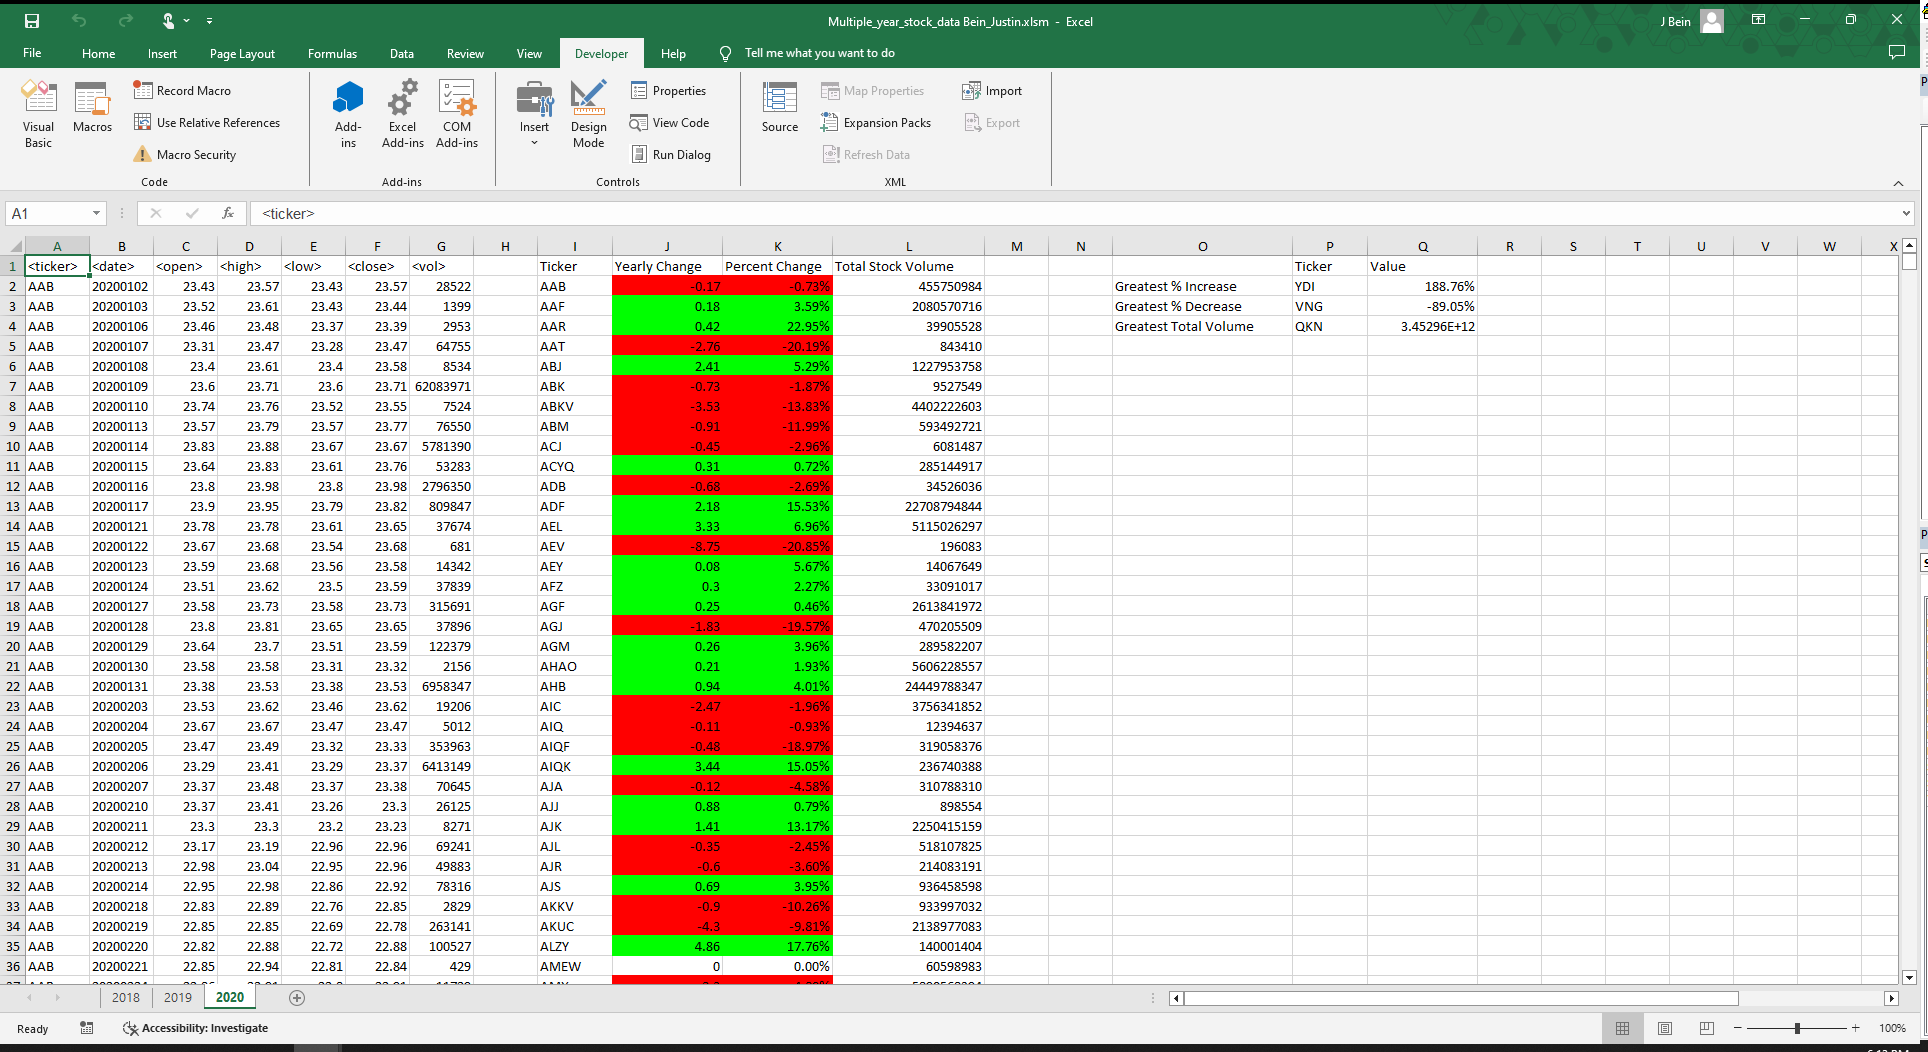 Multiple_year_stock_data Bein_Justin.xlsm - Excel J Bein
File Home Insert Page Layout Formulas Data Review View Developer Help Tell me what you want to do
Visual Basic
Macros
Record Macro
Use Relative References
Macro Security
Code
Add-ins
Excel Add-ins
COM Add-ins
Add-ins
Insert
Design Mode
Properties
View Code
Run Dialog
Controls
Source
Map Properties
Expansion Packs
Refresh Data
Import
Export
XML
A1 fx <ticker>
A B C D E F G H I J K L M N O P Q R S T U V W X
1 <ticker> <date> <open> <high> <low> <close> <vol> Ticker Yearly Change Percent Change Total Stock Volume Ticker Value
2 AAB 20200102 23.43 23.57 23.43 23.57 28522 AAB -0.17 -0.73% 455750984 Greatest % Increase YDI 188.76%
3 AAB 20200103 23.52 23.61 23.43 23.44 1399 AAF 0.18 3.59% 2080570716 Greatest % Decrease VNG -89.05%
4 AAB 20200106 23.46 23.48 23.37 23.39 2953 AAR 0.42 22.95% 39905528 Greatest Total Volume QKN 3.45296E+12
5 AAB 20200107 23.31 23.47 23.28 23.47 64755 AAT -2.76 -20.19% 843410
6 AAB 20200108 23.4 23.61 23.4 23.58 8534 ABJ 2.41 5.29% 1227953758
7 AAB 20200109 23.6 23.71 23.6 23.71 62083971 ABK -0.73 -1.87% 9527549
8 AAB 20200110 23.74 23.76 23.52 23.55 7524 ABKV -3.53 -13.83% 4402222603
9 AAB 20200113 23.57 23.79 23.57 23.77 76550 ABM -0.91 -11.99% 593492721
10 AAB 20200114 23.83 23.88 23.67 23.67 5781390 ACJ -0.45 -2.96% 6081487
11 AAB 20200115 23.64 23.83 23.61 23.76 53283 ACYQ 0.31 0.72% 285144917
12 AAB 20200116 23.8 23.98 23.8 23.98 2796350 ADB -0.68 -2.69% 34526036
13 AAB 20200117 23.9 23.95 23.79 23.82 809847 ADF 2.18 15.53% 22708794844
14 AAB 20200121 23.78 23.78 23.61 23.65 37674 AEL 3.33 6.96% 5115026297
15 AAB 20200122 23.67 23.68 23.54 23.68 681 AEV -8.75 -20.85% 196083
16 AAB 20200123 23.59 23.68 23.56 23.58 14342 AEY 0.08 5.67% 14067649
17 AAB 20200124 23.51 23.62 23.5 23.59 37839 AFZ 0.3 2.27% 33091017
18 AAB 20200127 23.58 23.73 23.58 23.73 315691 AGF 0.25 0.46% 2613841972
19 AAB 20200128 23.8 23.81 23.65 23.65 37896 AGJ -1.83 -19.57% 470205509
20 AAB 20200129 23.64 23.7 23.51 23.59 122379 AGM 0.26 3.96% 289582207
21 AAB 20200130 23.58 23.58 23.31 23.32 2156 AHAO 0.21 1.93% 5606228557
22 AAB 20200131 23.38 23.53 23.38 23.53 6958347 AHB 0.94 4.01% 24449788347
23 AAB 20200203 23.53 23.62 23.46 23.62 19206 AIC -2.47 -1.96% 3756341852
24 AAB 20200204 23.67 23.67 23.47 23.47 5012 AIQ -0.11 -0.93% 12394637
25 AAB 20200205 23.47 23.49 23.32 23.33 353963 AIQF -0.48 -18.97% 319058376
26 AAB 20200206 23.29 23.41 23.29 23.37 6413149 AIQK 3.44 15.05% 236740388
27 AAB 20200207 23.37 23.48 23.37 23.38 70645 AJA -0.12 -4.58% 310788310
28 AAB 20200210 23.37 23.41 23.26 23.3 26125 AJJ 0.88 0.79% 898554
29 AAB 20200211 23.3 23.3 23.2 23.23 8271 AJK 1.41 13.17% 2250415159
30 AAB 20200212 23.17 23.19 22.96 22.96 69241 AJL -0.35 -2.45% 518107825
31 AAB 20200213 22.98 23.04 22.95 22.96 49883 AJR -0.6 -3.60% 214083191
32 AAB 20200214 22.95 22.98 22.86 22.92 78316 AJS 0.69 3.95% 936458598
33 AAB 20200218 22.83 22.89 22.76 22.85 2829 AKKV -0.9 -10.26% 933997032
34 AAB 20200219 22.85 22.85 22.69 22.78 263141 AKUC -4.3 -9.81% 2138977083
35 AAB 20200220 22.82 22.88 22.72 22.88 100527 ALZY 4.86 17.76% 140001404
36 AAB 20200221 22.85 22.94 22.81 22.84 429 AMEW 0 0.00% 60598983
2018 2019 2020
Ready Accessibility: Investigate 100%